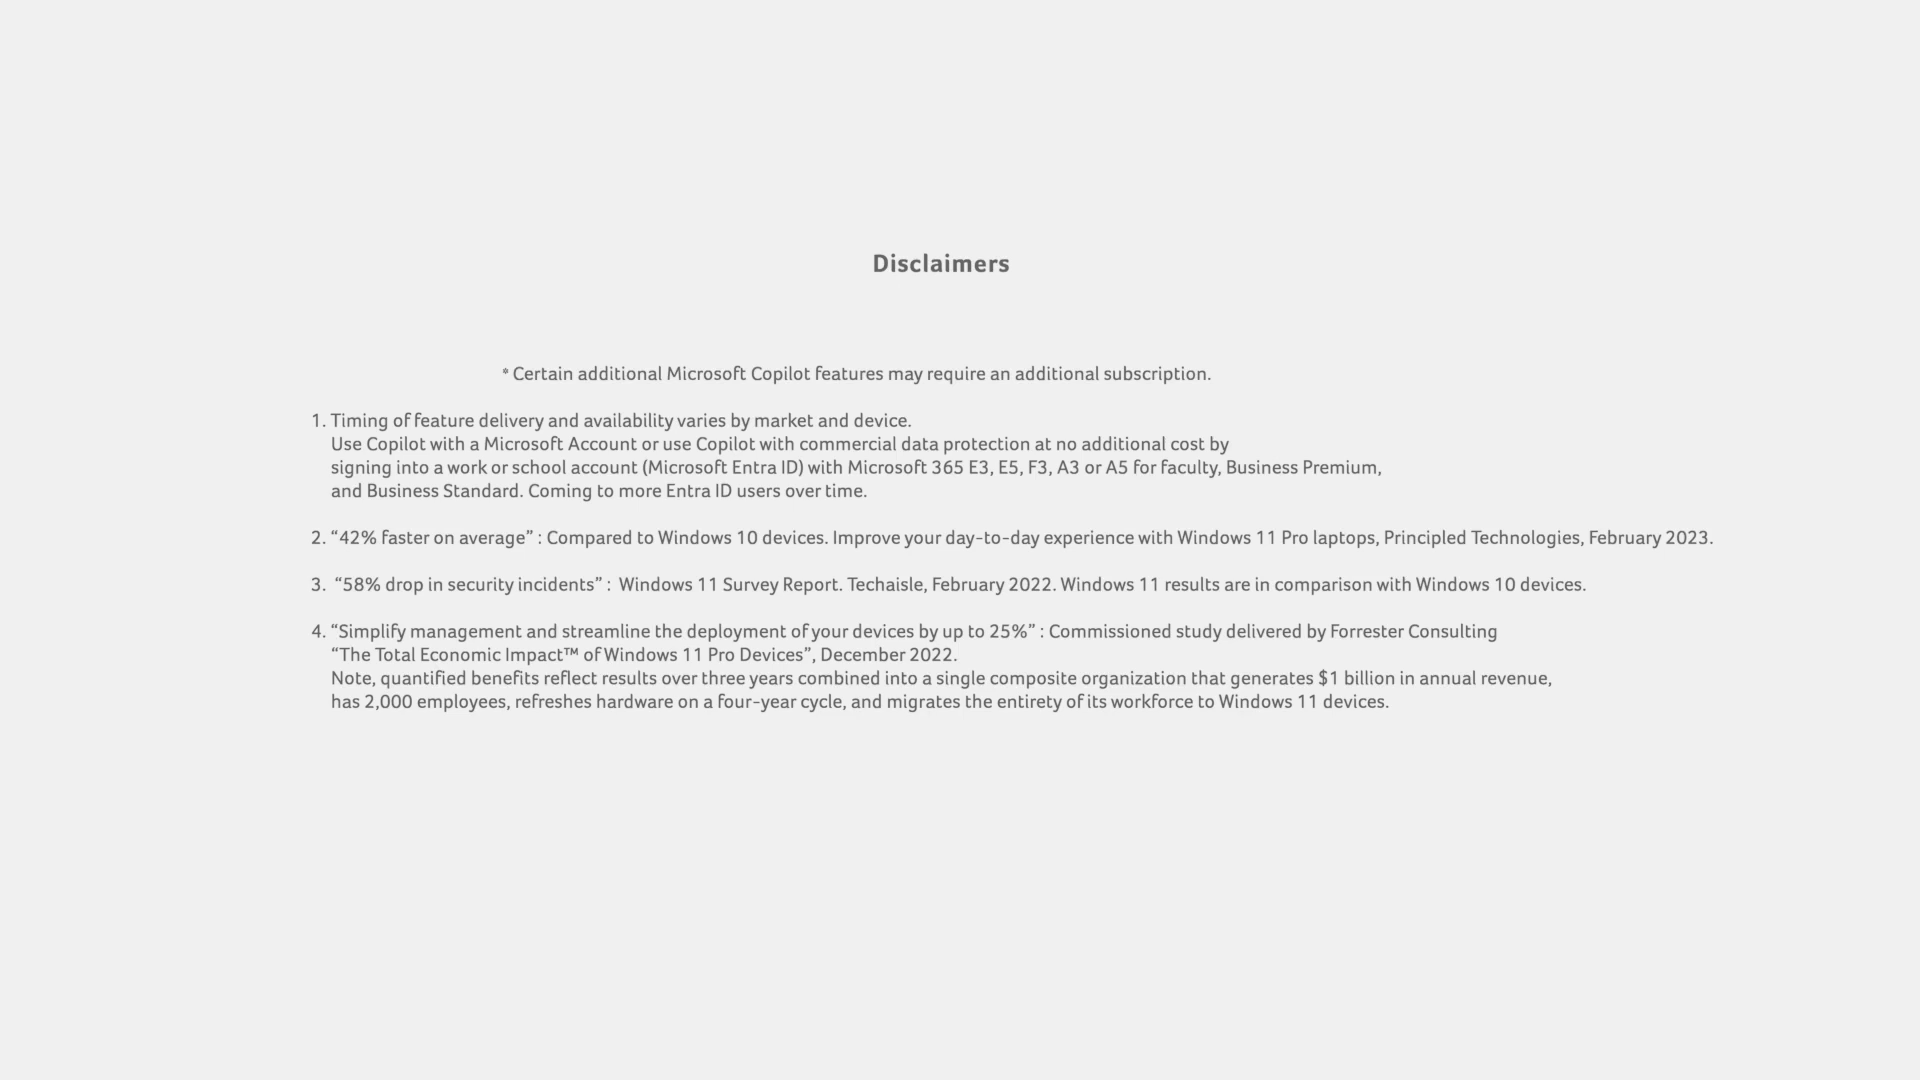 Disclaimers
* Certain additional Microsoft Copilot features may require an additional subscription.
1. Timing of feature delivery and availability varies by market and device.
Use Copilot with a Microsoft Account or use Copilot with commercial data protection at no additional cost by
signing into a work or school account (Microsoft Entra ID) with Microsoft 365 E3, E5, F3, A3 or A5 for faculty, Business Premium,
and Business Standard. Coming to more Entra ID users over time.
2. “42% faster on average” : Compared to Windows 10 devices. Improve your day-to-day experience with Windows 11 Pro laptops, Principled Technologies, February 2023.
3. “58% drop in security incidents” : Windows 11 Survey Report. Techaisle, February 2022. Windows 11 results are in comparison with Windows 10 devices.
4. “Simplify management and streamline the deployment of your devices by up to 25%” : Commissioned study delivered by Forrester Consulting
“The Total Economic Impact™ of Windows 11 Pro Devices”, December 2022.
Note, quantified benefits reflect results over three years combined into a single composite organization that generates $1 billion in annual revenue,
has 2,000 employees, refreshes hardware on a four-year cycle, and migrates the entirety of its workforce to Windows 11 devices.